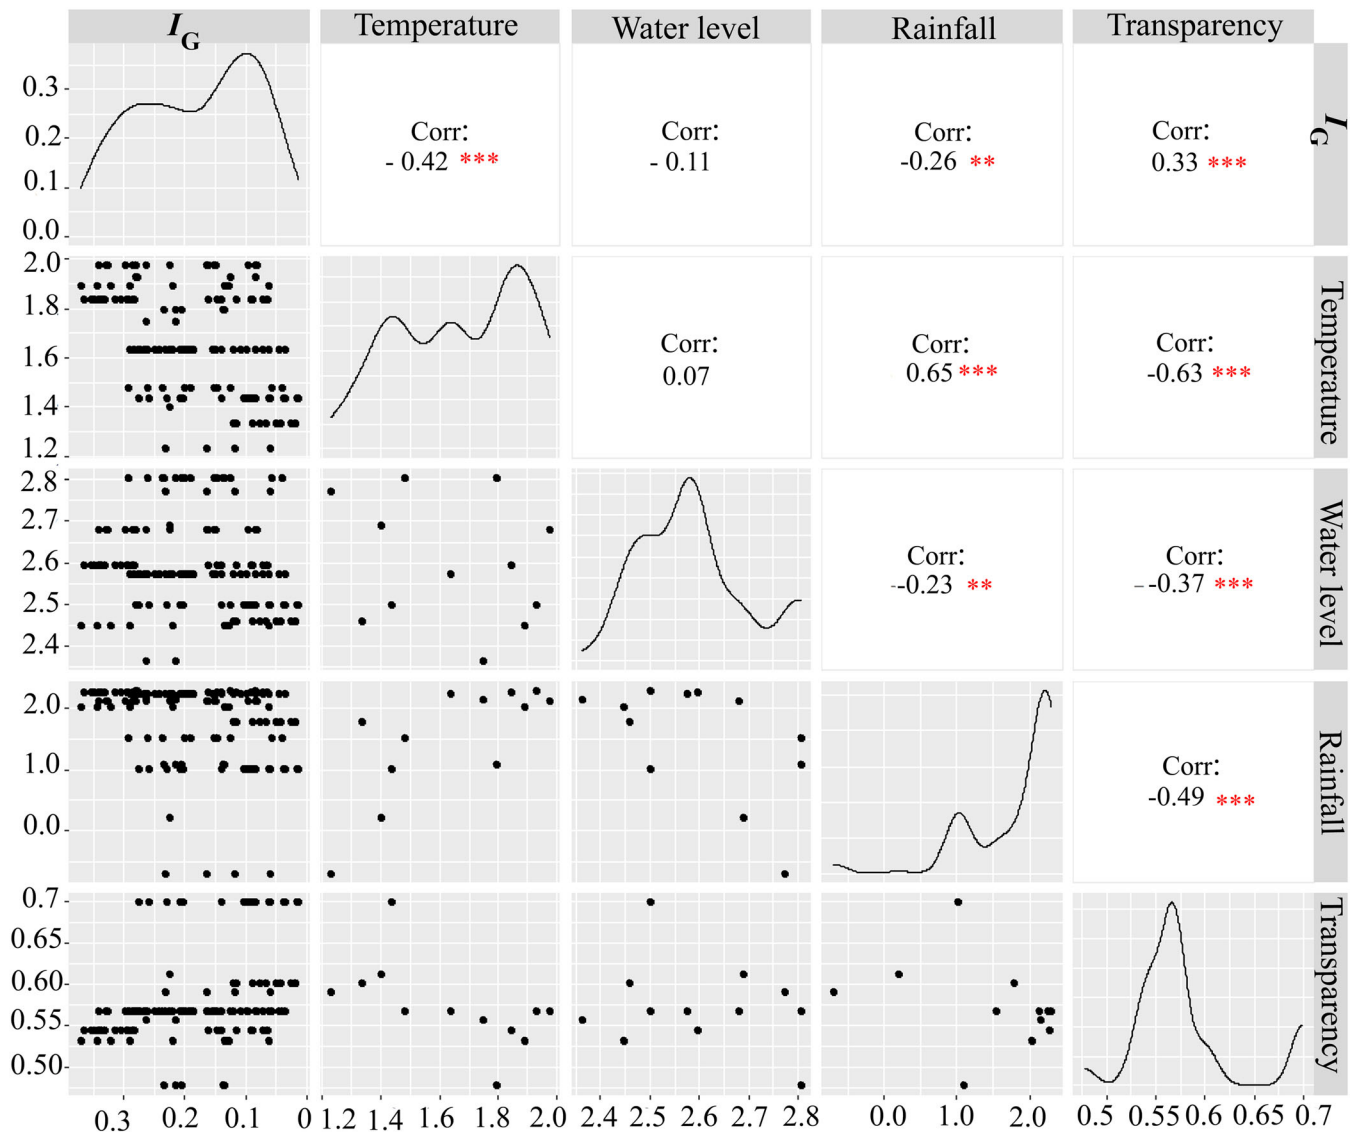 I G Temperature Water level Rainfall Transparency
0.3
0.2
0.1
0.0
Corr:
- 0.42 ***
Corr:
- 0.11
Corr:
-0.26 **
Corr:
0.33 ***
I G
2.0
1.8
1.6
1.4
1.2
Corr:
0.07
Corr:
0.65 ***
Corr:
-0.63 ***
Temperature
2.8
2.7
2.6
2.5
2.4
Corr:
--0.23 **
Corr:
--0.37 ***
Water level
2.0
1.0
0.0
Corr:
-0.49 ***
Rainfall
0.7
0.65
0.60
0.55
0.50
Transparency
0.3 0.2 0.1 0 1.2 1.4 1.6 1.8 2.0 2.4 2.5 2.6 2.7 2.8 0.0 1.0 2.0 0.5 0.55 0.6 0.65 0.7